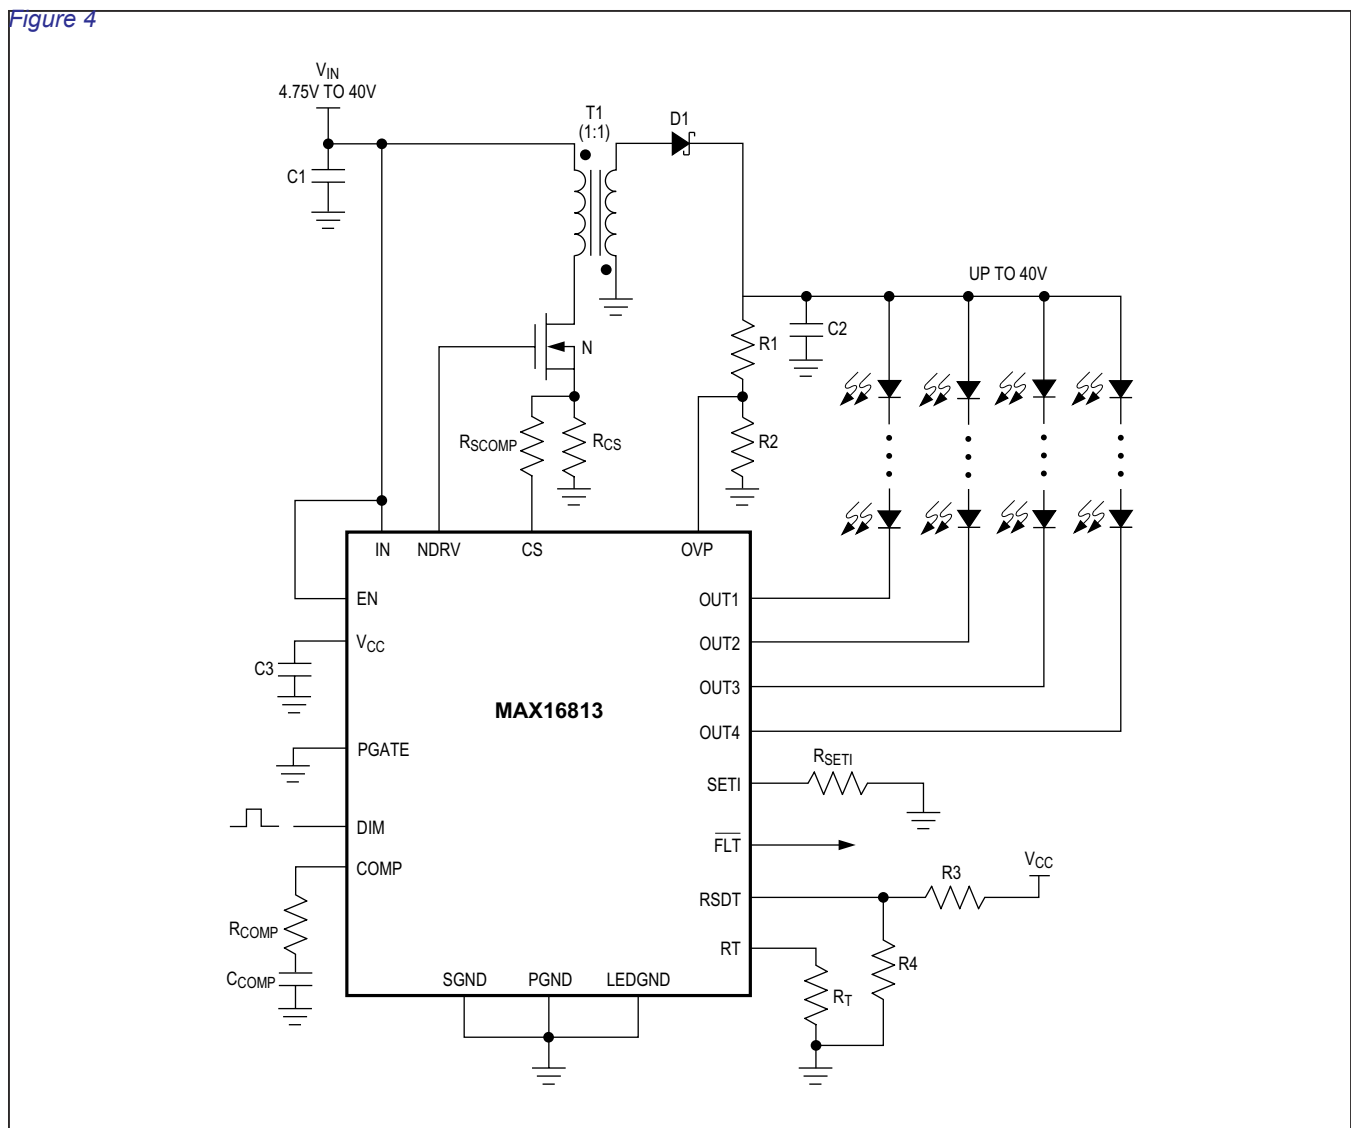 Figure 4
VIN
4.75V TO 40V
T1
(1:1)
D1
C1
UP TO 40V
C2
R1
N
RSCOMP
RCS
R2
IN
NDRV
CS
OVP
EN
OUT1
VCC
OUT2
C3
OUT3
MAX16813
OUT4
PGATE
RSETI
SETI
DIM
FLT
COMP
VCC
R3
RSDT
RCOMP
RT
R4
CCOMP
SGND
PGND
LEDGND
RT